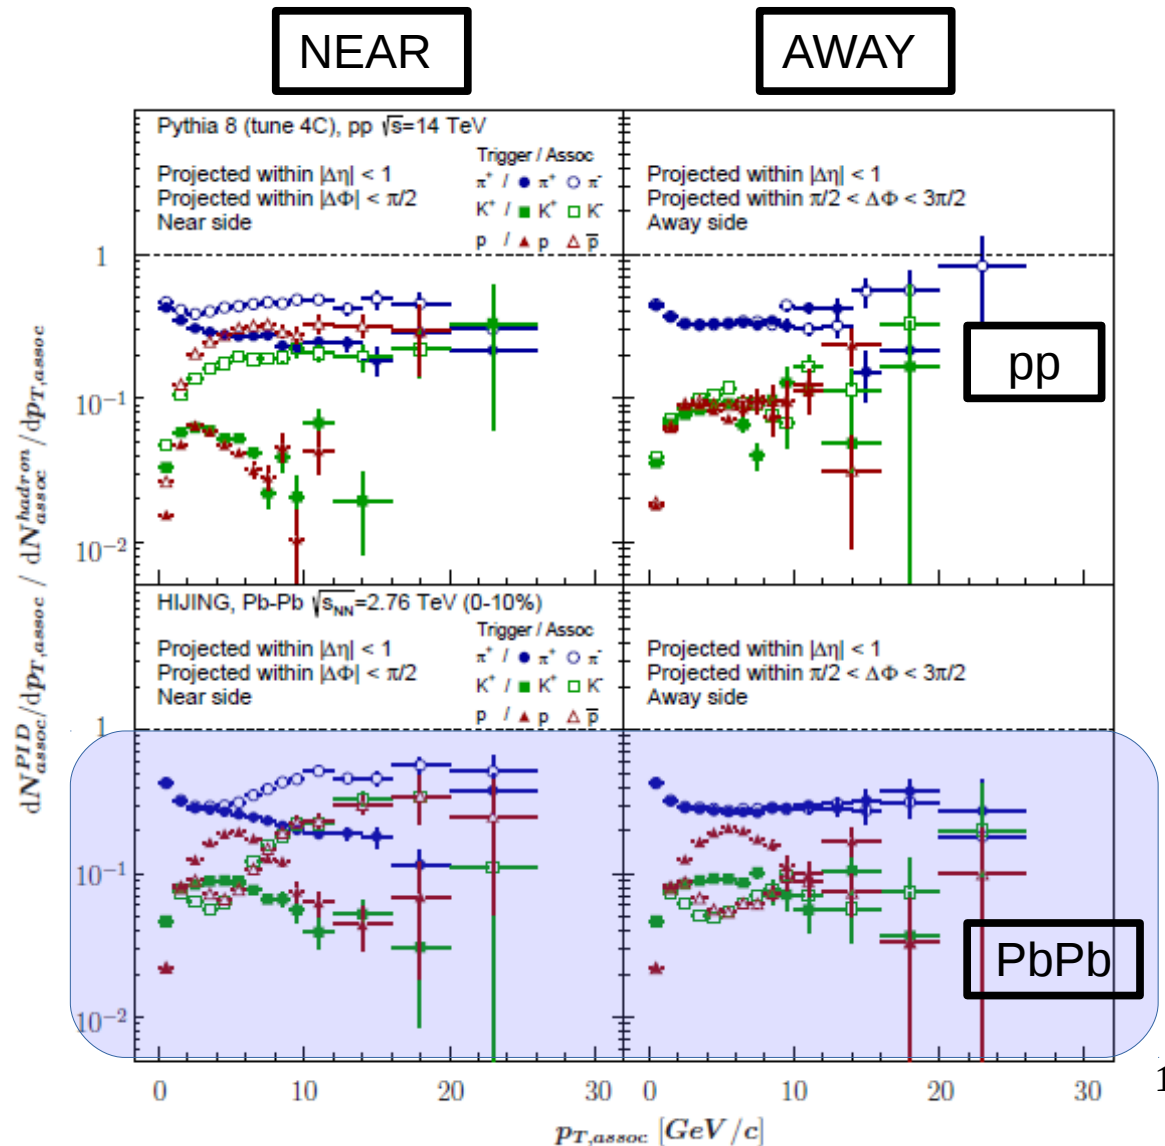 NEAR
AWAY
Pythia 8 (tune 4C), pp √s=14 TeV
Projected within |Δη| < 1
Projected within |ΔΦ| < π/2
Near side
Trigger / Assoc
π⁺ / ● π⁺ ○ π⁻
K⁺ / ■ K⁺ □ K⁻
p / ▲ p △ p̅
Projected within |Δη| < 1
Projected within π/2 < ΔΦ < 3π/2
Away side
1
10⁻¹
10⁻²
pp
HIJING, Pb-Pb √s_NN=2.76 TeV (0-10%)
Projected within |Δη| < 1
Projected within |ΔΦ| < π/2
Near side
Trigger / Assoc
π⁺ / ● π⁺ ○ π⁻
K⁺ / ■ K⁺ □ K⁻
p / ▲ p △ p̅
Projected within |Δη| < 1
Projected within π/2 < ΔΦ < 3π/2
Away side
1
10⁻¹
10⁻²
PbPb
dN^PID_assoc/dp_T,assoc / dN^hadron_assoc/dp_T,assoc
0 10 20 30 0 10 20 30
p_T,assoc [GeV/c]
1